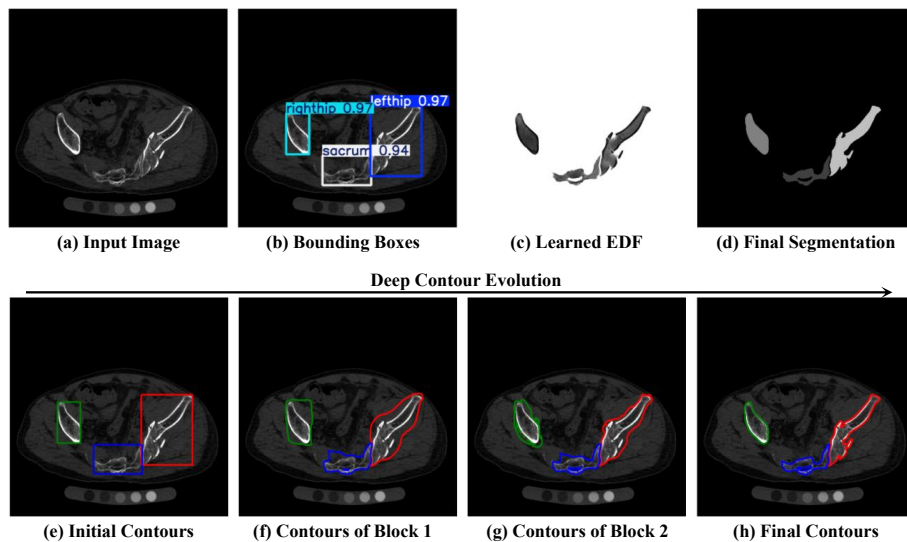 righthip 0.97
lefthip 0.97
sacrum 0.94
(a) Input Image
(b) Bounding Boxes
(c) Learned EDF
(d) Final Segmentation
Deep Contour Evolution
(e) Initial Contours
(f) Contours of Block 1
(g) Contours of Block 2
(h) Final Contours